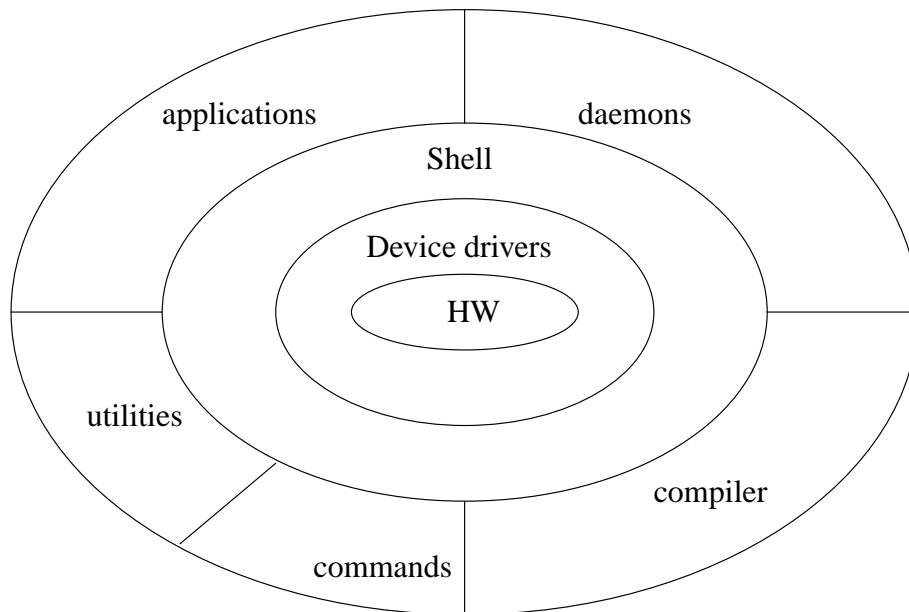 applications
daemons
Shell
Device drivers
HW
utilities
compiler
commands